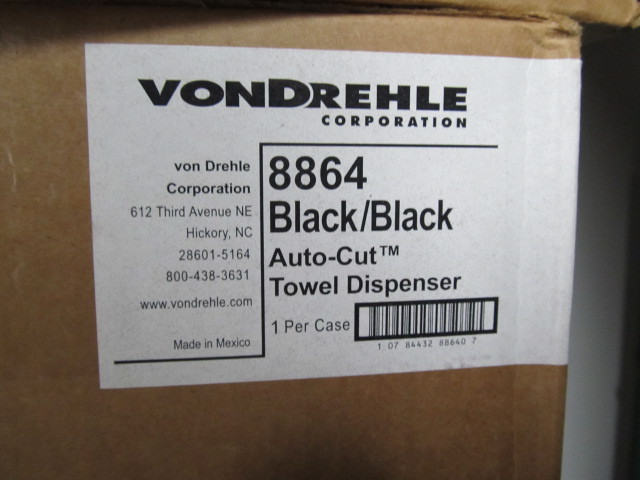 VONDREHLE
CORPORATION
von Drehle
Corporation
612 Third Avenue NE
Hickory, NC
28601-5164
800-438-3631
www.vondrehle.com
Made in Mexico
8864
Black/Black
Auto-Cut™
Towel Dispenser
1 Per Case
1 07 84432 88640 7